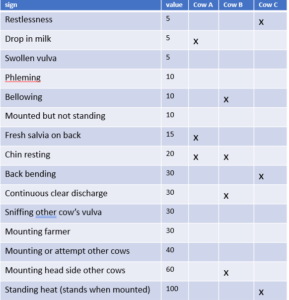 sign value Cow A Cow B Cow C
Restlessness 5 X
Drop in milk 5 X
Swollen vulva 5
Phleming 10
Bellowing 10 X
Mounted but not standing 10
Fresh salvia on back 15 X
Chin resting 20 X X
Back bending 30 X
Continuous clear discharge 30 X
Sniffing other cow's vulva 30
Mounting farmer 30
Mounting or attempt other cows 40
Mounting head side other cows 60 X
Standing heat (stands when mounted) 100 X